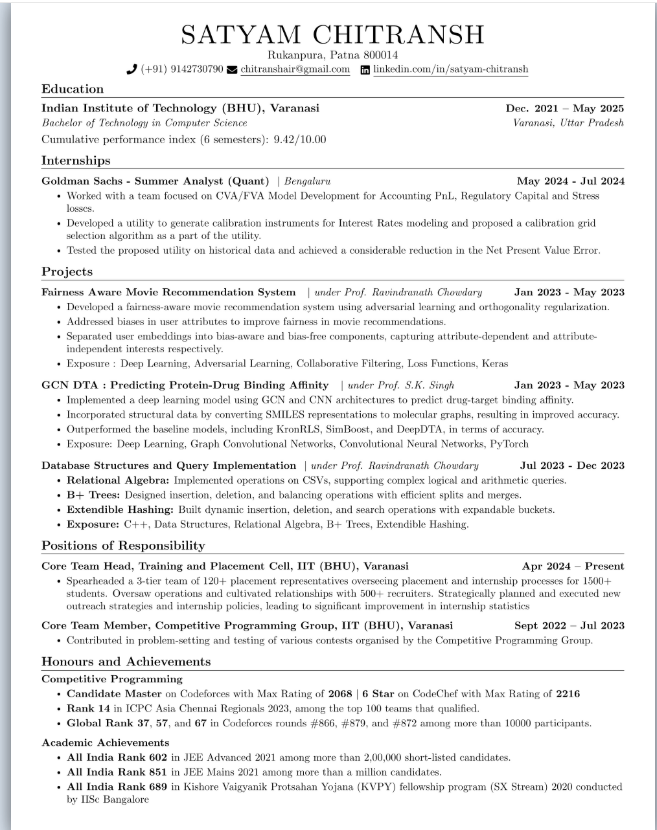 SATYAM CHITRANSH
Rukanpura, Patna 800014
(+91) 9142730790 chitranshair@gmail.com linkedin.com/in/satyam-chitransh
Education
Indian Institute of Technology (BHU), Varanasi Dec. 2021 – May 2025
Bachelor of Technology in Computer Science Varanasi, Uttar Pradesh
Cumulative performance index (6 semesters): 9.42/10.00
Internships
Goldman Sachs - Summer Analyst (Quant) | Bengaluru May 2024 - Jul 2024
• Worked with a team focused on CVA/FVA Model Development for Accounting PnL, Regulatory Capital and Stress
losses.
• Developed a utility to generate calibration instruments for Interest Rates modeling and proposed a calibration grid
selection algorithm as a part of the utility.
• Tested the proposed utility on historical data and achieved a considerable reduction in the Net Present Value Error.
Projects
Fairness Aware Movie Recommendation System | under Prof. Ravindranath Chowdary Jan 2023 - May 2023
• Developed a fairness-aware movie recommendation system using adversarial learning and orthogonality regularization.
• Addressed biases in user attributes to improve fairness in movie recommendations.
• Separated user embeddings into bias-aware and bias-free components, capturing attribute-dependent and attribute-
independent interests respectively.
• Exposure : Deep Learning, Adversarial Learning, Collaborative Filtering, Loss Functions, Keras
GCN DTA : Predicting Protein-Drug Binding Affinity | under Prof. S.K. Singh Jan 2023 - May 2023
• Implemented a deep learning model using GCN and CNN architectures to predict drug-target binding affinity.
• Incorporated structural data by converting SMILES representations to molecular graphs, resulting in improved accuracy.
• Outperformed the baseline models, including KronRLS, SimBoost, and DeepDTA, in terms of accuracy.
• Exposure: Deep Learning, Graph Convolutional Networks, Convolutional Neural Networks, PyTorch
Database Structures and Query Implementation | under Prof. Ravindranath Chowdary Jul 2023 - Dec 2023
• Relational Algebra: Implemented operations on CSVs, supporting complex logical and arithmetic queries.
• B+ Trees: Designed insertion, deletion, and balancing operations with efficient splits and merges.
• Extendible Hashing: Built dynamic insertion, deletion, and search operations with expandable buckets.
• Exposure: C++, Data Structures, Relational Algebra, B+ Trees, Extendible Hashing.
Positions of Responsibility
Core Team Head, Training and Placement Cell, IIT (BHU), Varanasi Apr 2024 – Present
• Spearheaded a 3-tier team of 120+ placement representatives overseeing placement and internship processes for 1500+
students. Oversaw operations and cultivated relationships with 500+ recruiters. Strategically planned and executed new
outreach strategies and internship policies, leading to significant improvement in internship statistics
Core Team Member, Competitive Programming Group, IIT (BHU), Varanasi Sept 2022 – Jul 2023
• Contributed in problem-setting and testing of various contests organised by the Competitive Programming Group.
Honours and Achievements
Competitive Programming
• Candidate Master on Codeforces with Max Rating of 2068 | 6 Star on CodeChef with Max Rating of 2216
• Rank 14 in ICPC Asia Chennai Regionals 2023, among the top 100 teams that qualified.
• Global Rank 37, 57, and 67 in Codeforces rounds #866, #879, and #872 among more than 10000 participants.
Academic Achievements
• All India Rank 602 in JEE Advanced 2021 among more than 2,00,000 short-listed candidates.
• All India Rank 851 in JEE Mains 2021 among more than a million candidates.
• All India Rank 689 in Kishore Vaigyanik Protsahan Yojana (KVPY) fellowship program (SX Stream) 2020 conducted
by IISc Bangalore